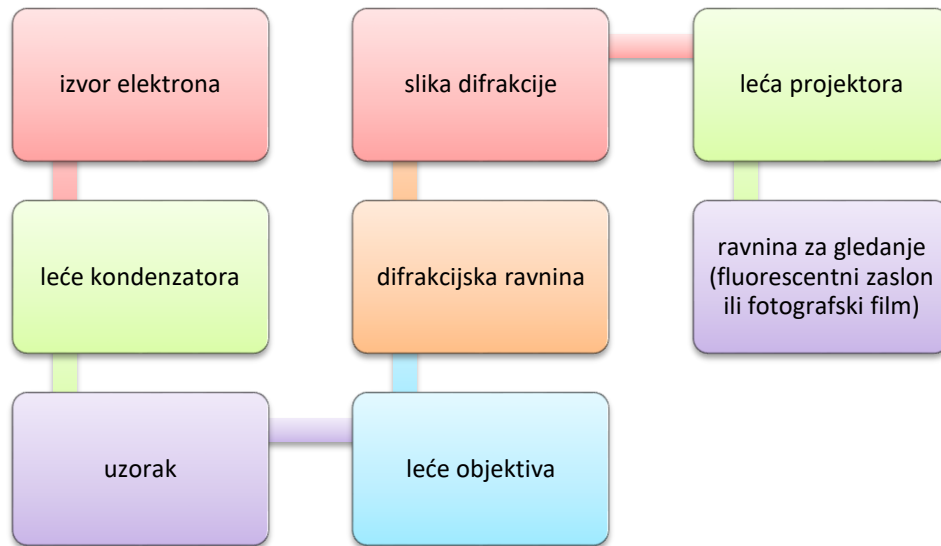 izvor elektrona
leće kondenzatora
uzorak
leće objektiva
difrakcijska ravnina
slika difrakcije
leća projektora
ravnina za gledanje
(fluorescentni zaslon
ili fotografski film)